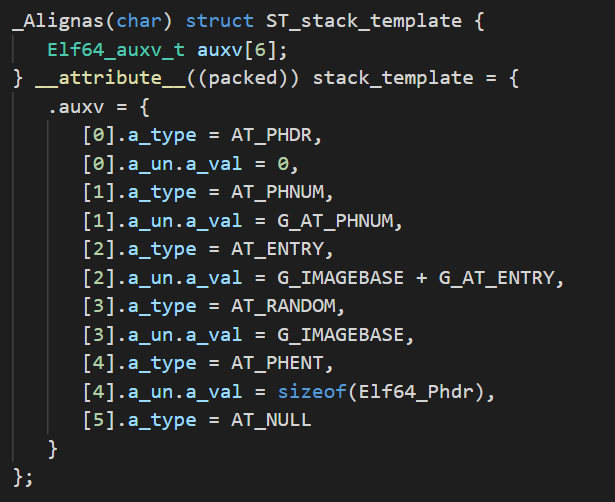 _Alignas(char) struct ST_stack_template {
   Elf64_auxv_t auxv[6];
} __attribute__((packed)) stack_template = {
   .auxv = {
      [0].a_type = AT_PHDR,
      [0].a_un.a_val = 0,
      [1].a_type = AT_PHNUM,
      [1].a_un.a_val = G_AT_PHNUM,
      [2].a_type = AT_ENTRY,
      [2].a_un.a_val = G_IMAGEBASE + G_AT_ENTRY,
      [3].a_type = AT_RANDOM,
      [3].a_un.a_val = G_IMAGEBASE,
      [4].a_type = AT_PHENT,
      [4].a_un.a_val = sizeof(Elf64_Phdr),
      [5].a_type = AT_NULL
   }
};